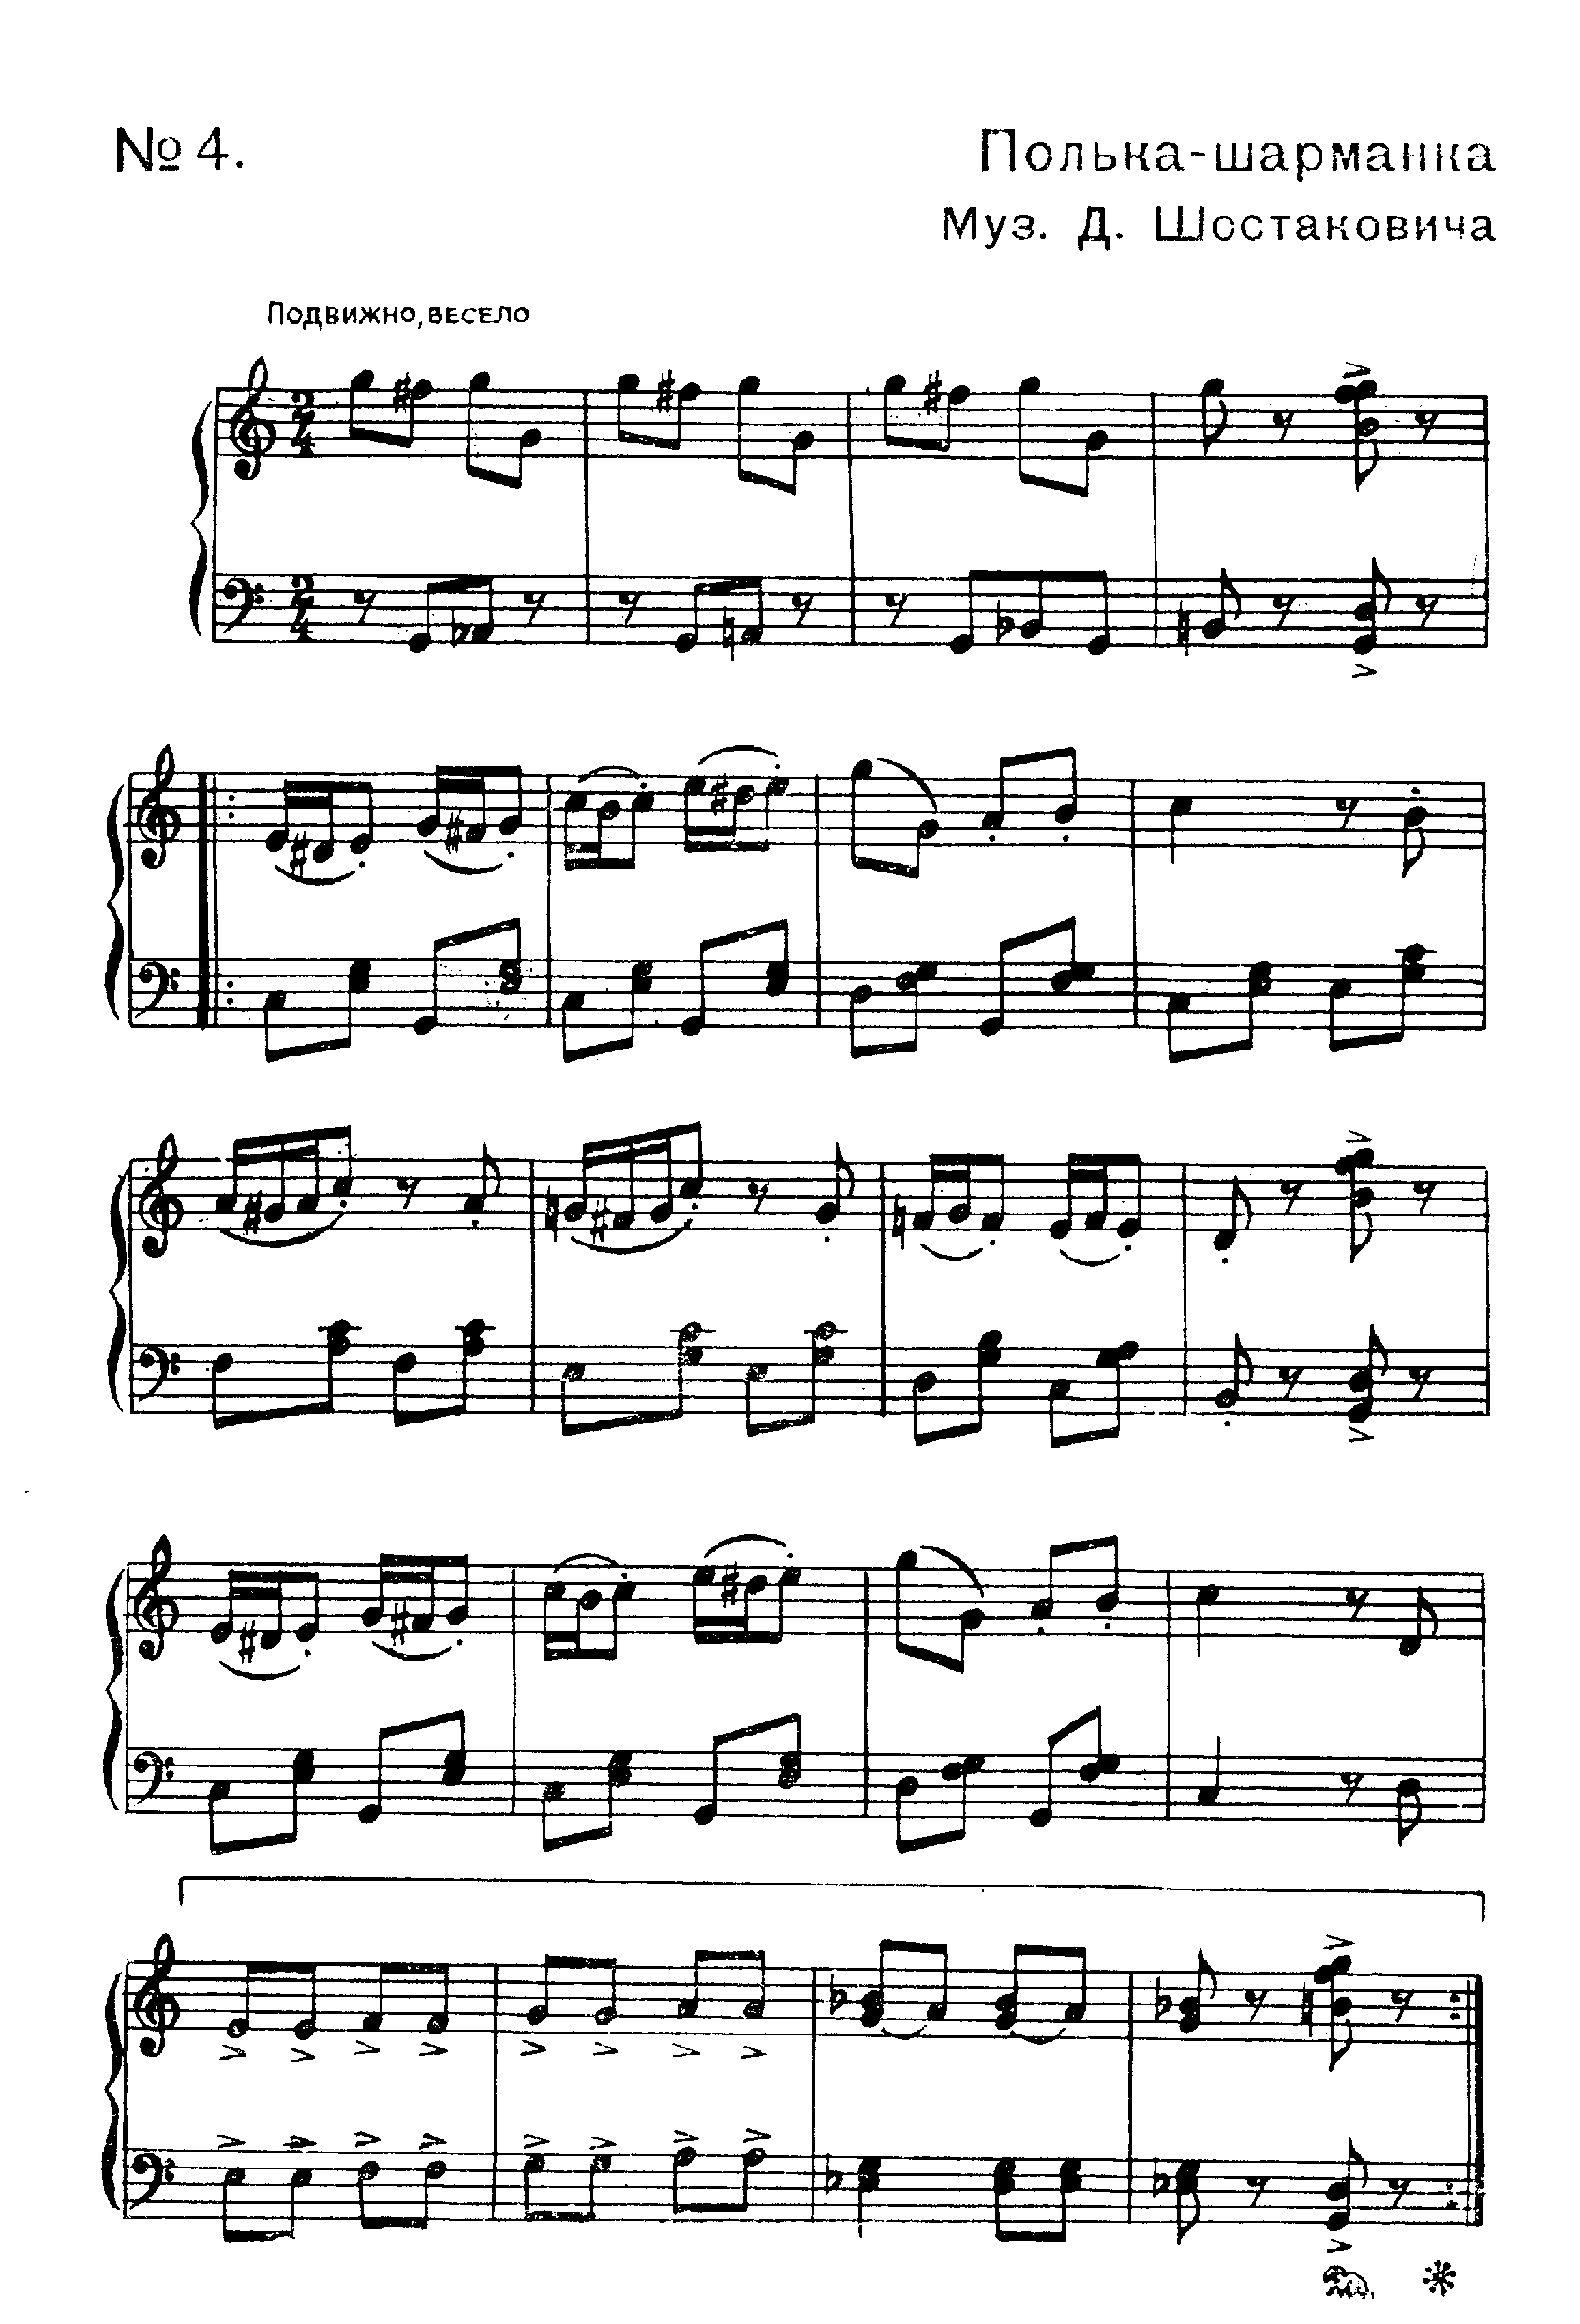 № 4.
Полька-шарманка
Муз. Д. Шостаковича
Подвижно, весело